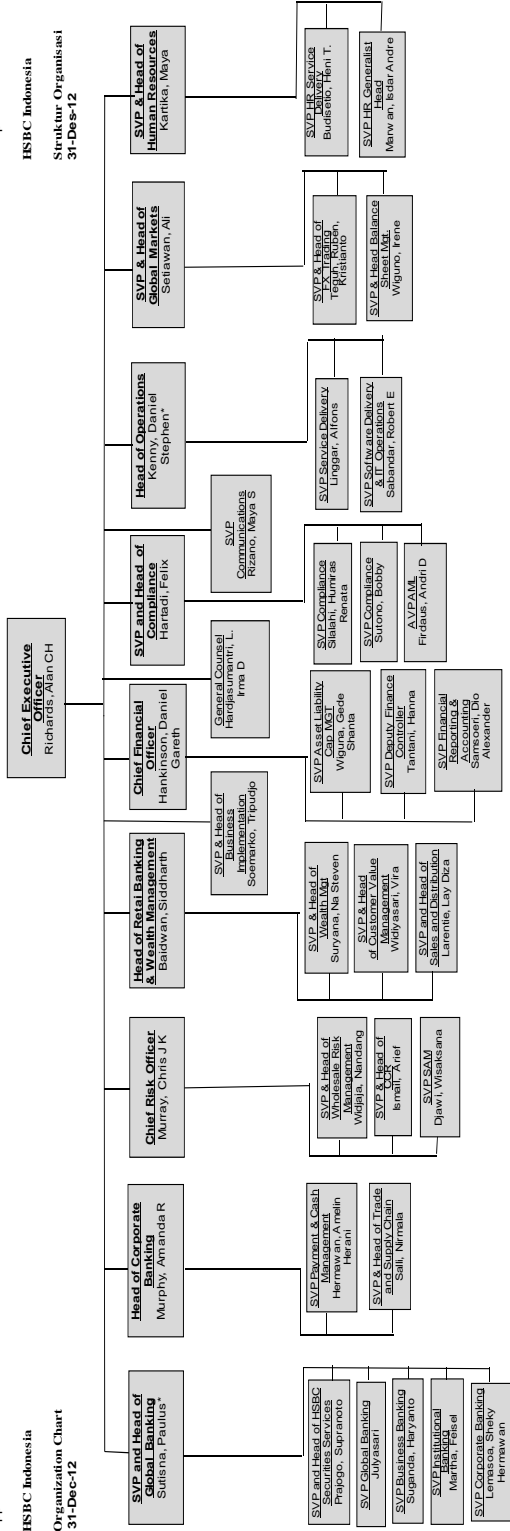 HSBC Indonesia
Organization Chart
31-Dec-12
HSBC Indonesia
Struktur Organisasi
31-Des-12
Chief Executive
Officer
Richards, Alan CH
SVP and Head of
Global Banking
Sutisna, Paulus*
Head of Corporate
Banking
Murphy, Amanda R
Chief Risk Officer
Murray, Chris J K
Head of Retail Banking
& Wealth Management
Baidwan, Siddharth
Chief Financial
Officer
Hankinson, Daniel
Gareth
SVP and Head of
Compliance
Hartadi, Felix
Head of Operations
Kenny, Daniel
Stephen*
SVP & Head of
Global Markets
Setiawan, Ali
SVP & Head of
Human Resources
Kartika, Maya
SVP & Head of
Business
Implementation
Soemarko, Tripudjo
General Counsel
Hardjasumantri, L.
Irma D
SVP
Communications
Rizano, Maya S
SVP and Head of HSBC
Securities Services
Prajogo, Supranoto
SVP Global Banking
Julyasari
SVP Business Banking
Suganda, Haryanto
SVP Institutional
Banking
Martha, Feisel
SVP Corporate Banking
Lemasoa, Sheky
Hermawan
SVP Payment & Cash
Management
Hermawan, Amelin
Herani
SVP & Head of Trade
and Supply Chain
Salli, Nirmala
SVP & Head of
Wholesale Risk
Management
Widjaja, Nandang
SVP & Head of
CCR
Ismail, Arief
SVP SAM
Djawi, Wisaksana
SVP & Head of
Wealth Mgt
Suryana, Na Steven
SVP & Head
of Customer Value
Management
Widiyasari, Vira
SVP and Head of
Sales and Distribution
Larentie, Lay Diza
SVP Asset Liability
Cap MGT
Wiguna, Gede
Shanta
SVP Deputy Finance
Controller
Tantani, Hanna
SVP Financial
Reporting &
Accounting
Samsoeri, Dio
Alexander
SVP Compliance
Silalahi, Humiras
Renata
SVP Compliance
Sutono, Bobby
AVP AML
Firdaus, Andri D
SVP Service Delivery
Linggar, Alfons
SVP Software Delivery
& IT Operations
Sabandar, Robert E
SVP & Head of
FX Trading
Teguh, Ruben,
Kristianto
SVP & Head Balance
Sheet Mgt.
Wiguno, Irene
SVP HR Service
Delivery
Budisetio, Heni T.
SVP HR Generalist
Head
Marwan, Isdar Andre